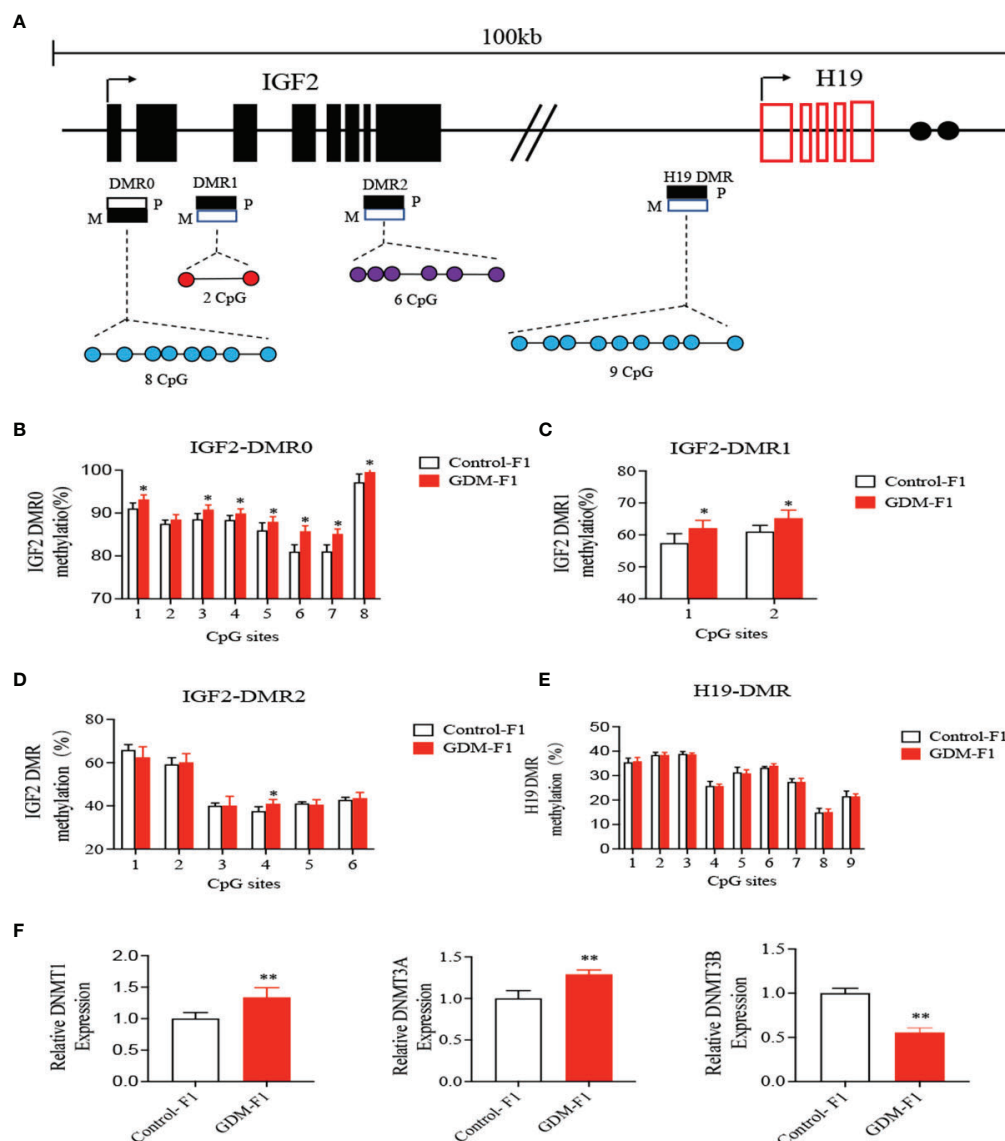 A
100kb
IGF2
H19
DMR0
P
M
DMR1
P
M
DMR2
P
M
H19 DMR
P
M
2 CpG
6 CpG
8 CpG
9 CpG
B
IGF2-DMR0
IGF2 DMR0
methylatio(%)
100
90
80
70
* * * * * * *
1 2 3 4 5 6 7 8
CpG sites
Control-F1
GDM-F1
C
IGF2-DMR1
IGF2 DMR1
methylatio(%)
80
70
60
50
40
* *
1 2
CpG sites
Control-F1
GDM-F1
D
IGF2-DMR2
IGF2 DMR
methylation (%)
80
60
40
20
*
1 2 3 4 5 6
CpG sites
Control-F1
GDM-F1
E
H19-DMR
H19 DMR
methylation (%)
50
40
30
20
10
0
1 2 3 4 5 6 7 8 9
CpG sites
Control-F1
GDM-F1
F
Relative DNMT1
Expression
2.0
1.5
1.0
0.5
0.0
**
Control- F1
GDM-F1
Relative DNMT3A
Expression
1.5
1.0
0.5
0.0
**
Control- F1
GDM-F1
Relative DNMT3B
Expression
1.5
1.0
0.5
0.0
**
Control- F1
GDM-F1